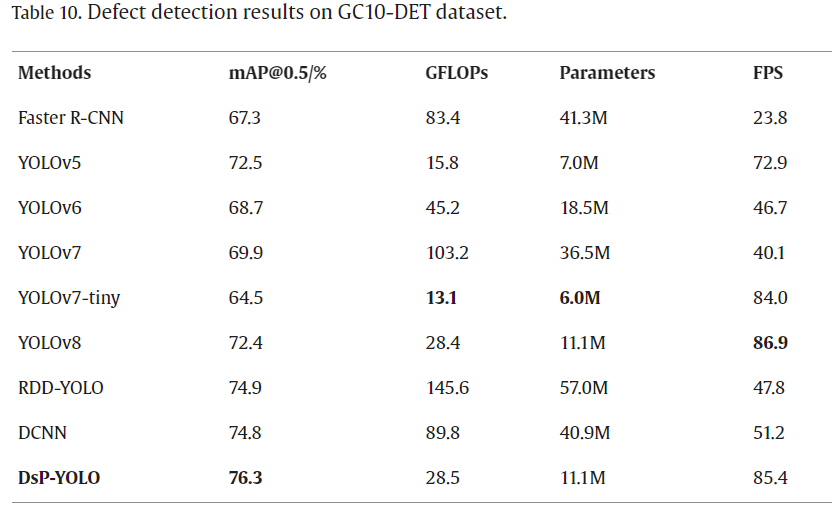 Table 10. Defect detection results on GC10-DET dataset.
Methods mAP@0.5/% GFLOPs Parameters FPS
Faster R-CNN 67.3 83.4 41.3M 23.8
YOLOv5 72.5 15.8 7.0M 72.9
YOLOv6 68.7 45.2 18.5M 46.7
YOLOv7 69.9 103.2 36.5M 40.1
YOLOv7-tiny 64.5 13.1 6.0M 84.0
YOLOv8 72.4 28.4 11.1M 86.9
RDD-YOLO 74.9 145.6 57.0M 47.8
DCNN 74.8 89.8 40.9M 51.2
DsP-YOLO 76.3 28.5 11.1M 85.4